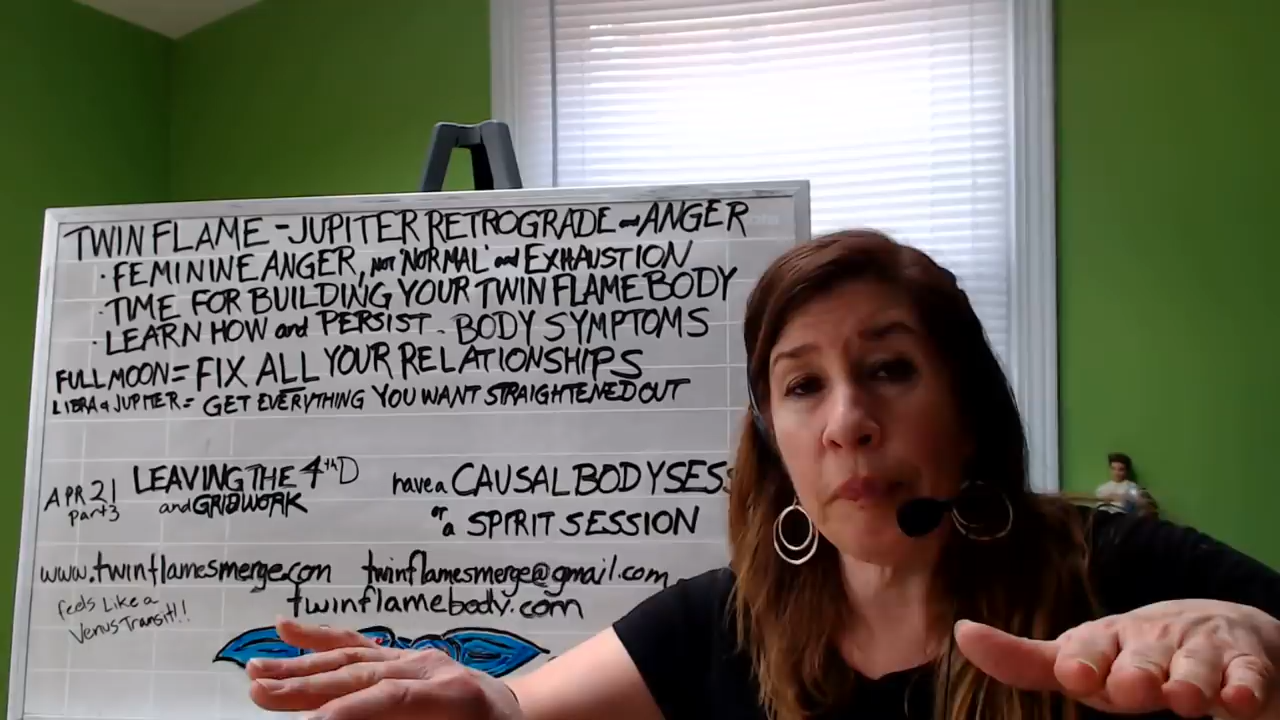 TWIN FLAME - JUPITER RETROGRADE and ANGER
· FEMININE ANGER, NOT 'NORMAL' and EXHAUSTION
· TIME FOR BUILDING YOUR TWIN FLAME BODY
· LEARN HOW and PERSIST - BODY SYMPTOMS
FULL MOON = FIX ALL YOUR RELATIONSHIPS
LIBRA & JUPITER = GET EVERYTHING YOU WANT STRAIGHTENED OUT
APR 21 LEAVING THE 4thD
Part 3 and GRIDWORK
have a CAUSAL BODY SESS
or a SPIRIT SESSION
www.twinflamesmerge.com twinflamesmerge@gmail.com
twinflamebody.com
feels Like a
Venus Transit!!